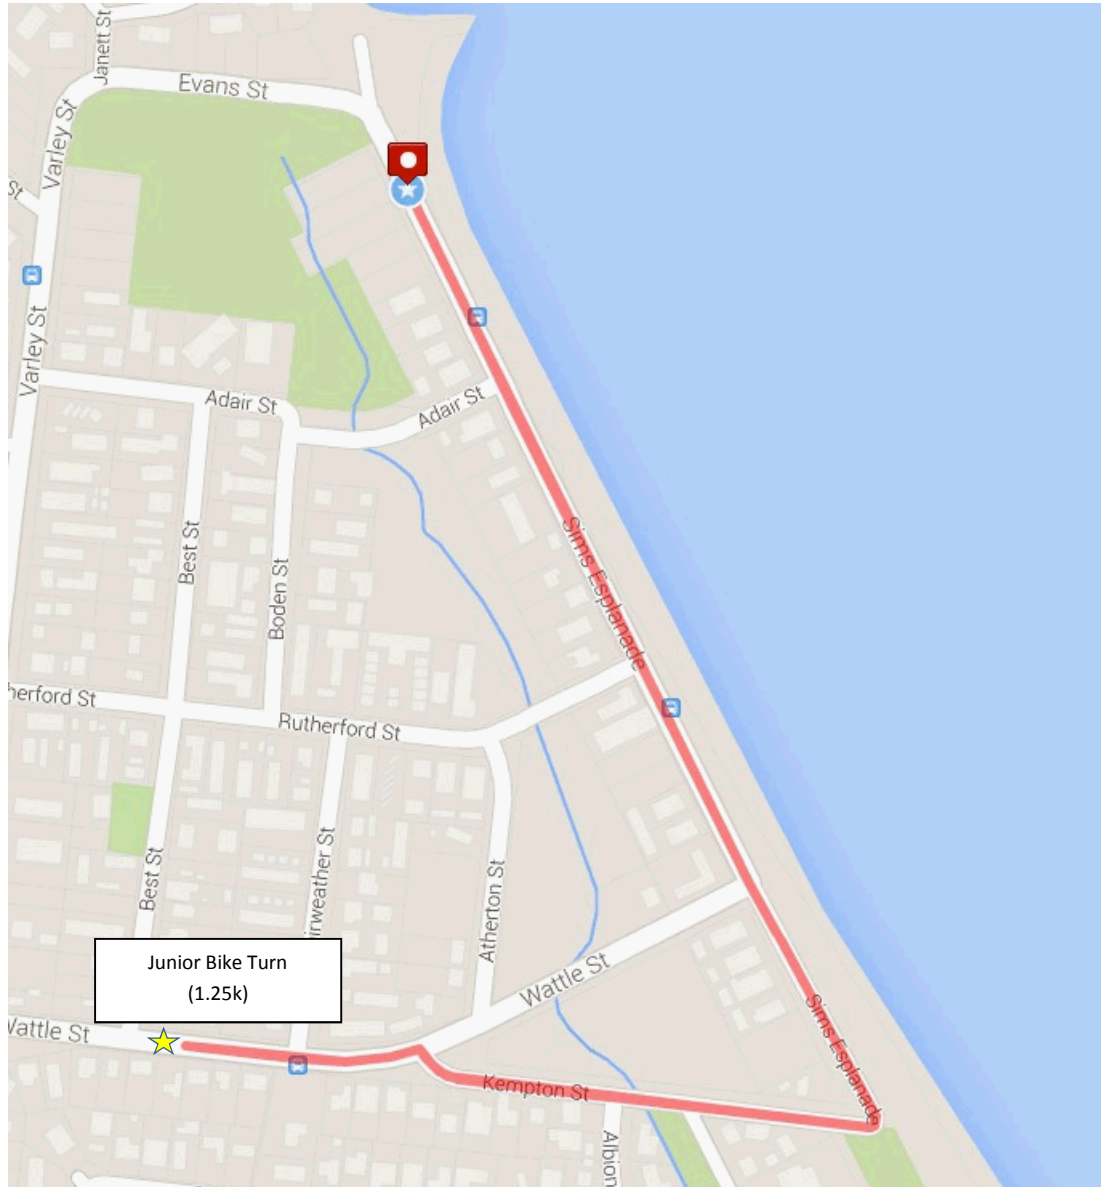 Janett St
Evans St
Varley St
St
Varley St
Adair St
Adair St
Best St
Boden St
Sims Esplanade
herford St
Rutherford St
Best St
irweather St
Atherton St
Junior Bike Turn
(1.25k)
Wattle St
Wattle St
Sims Esplanade
Kempton St
Albion